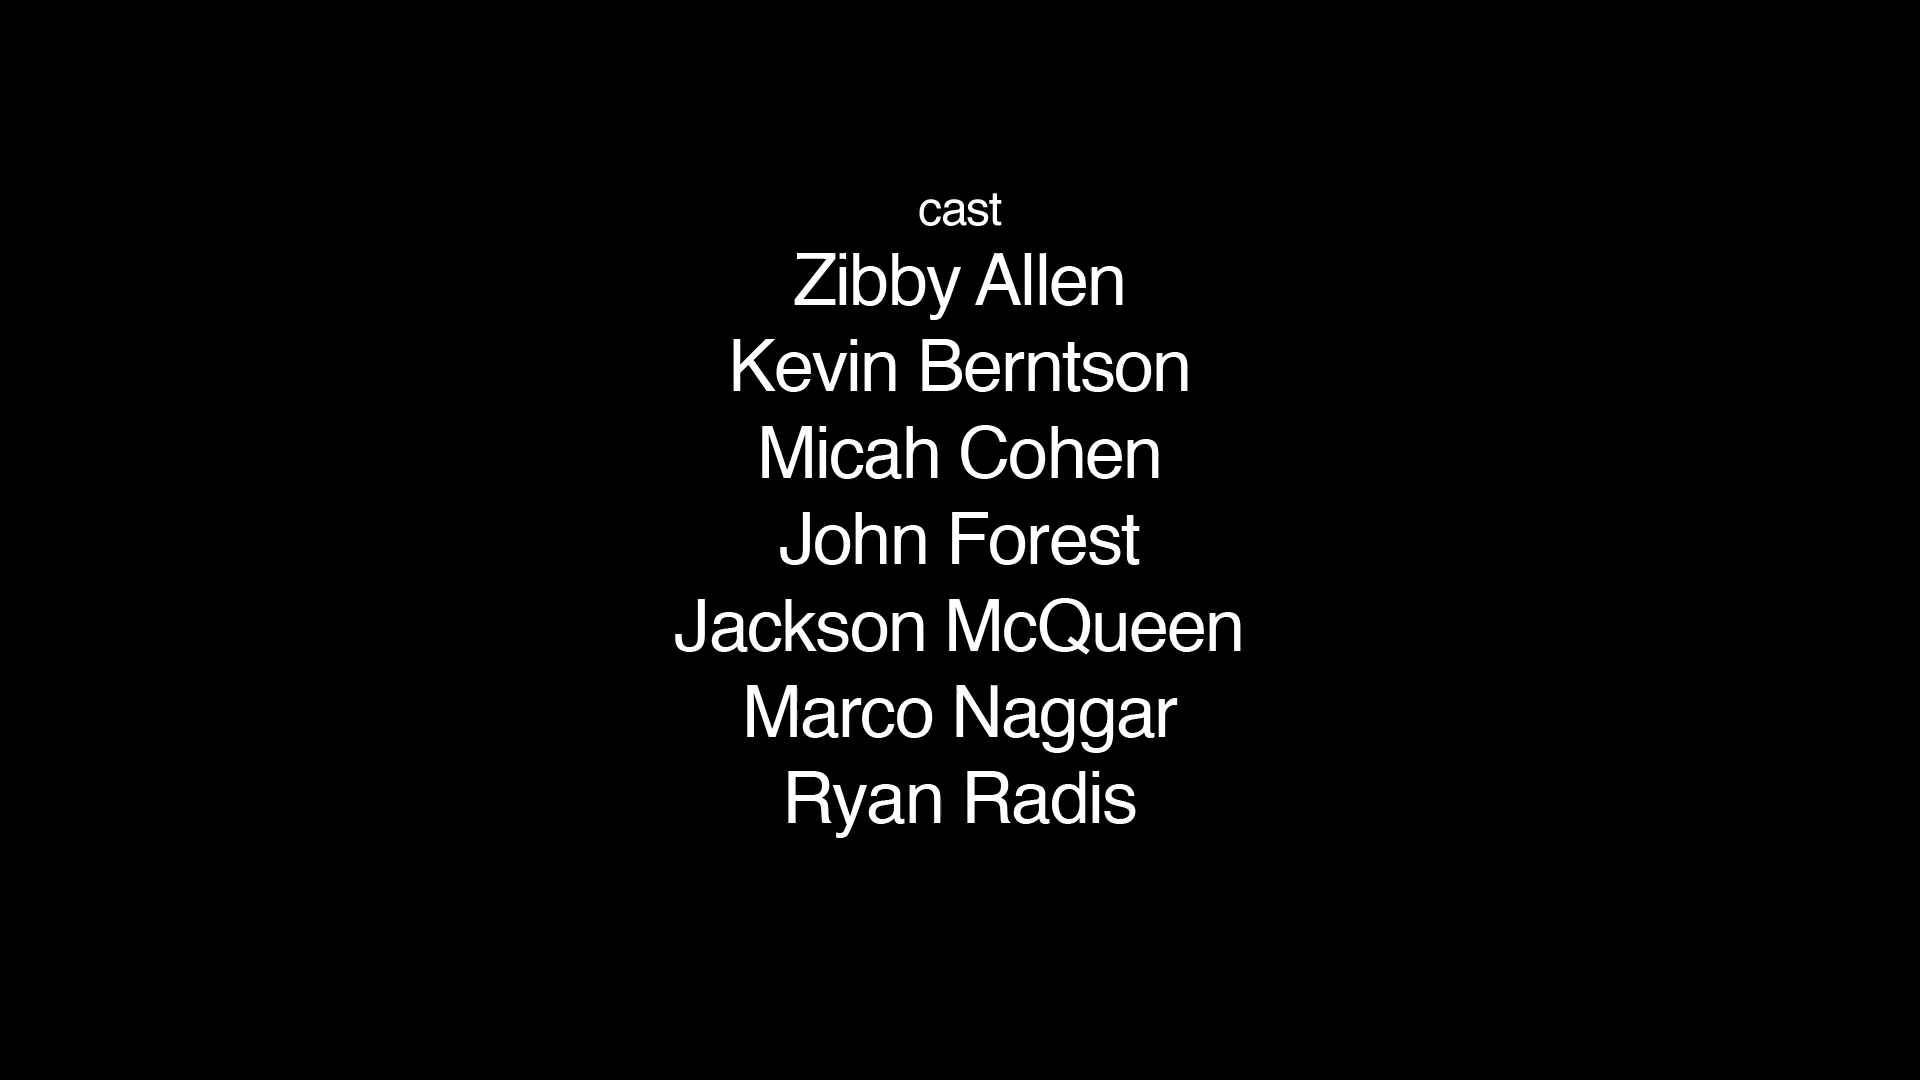 cast
Zibby Allen
Kevin Berntson
Micah Cohen
John Forest
Jackson McQueen
Marco Naggar
Ryan Radis